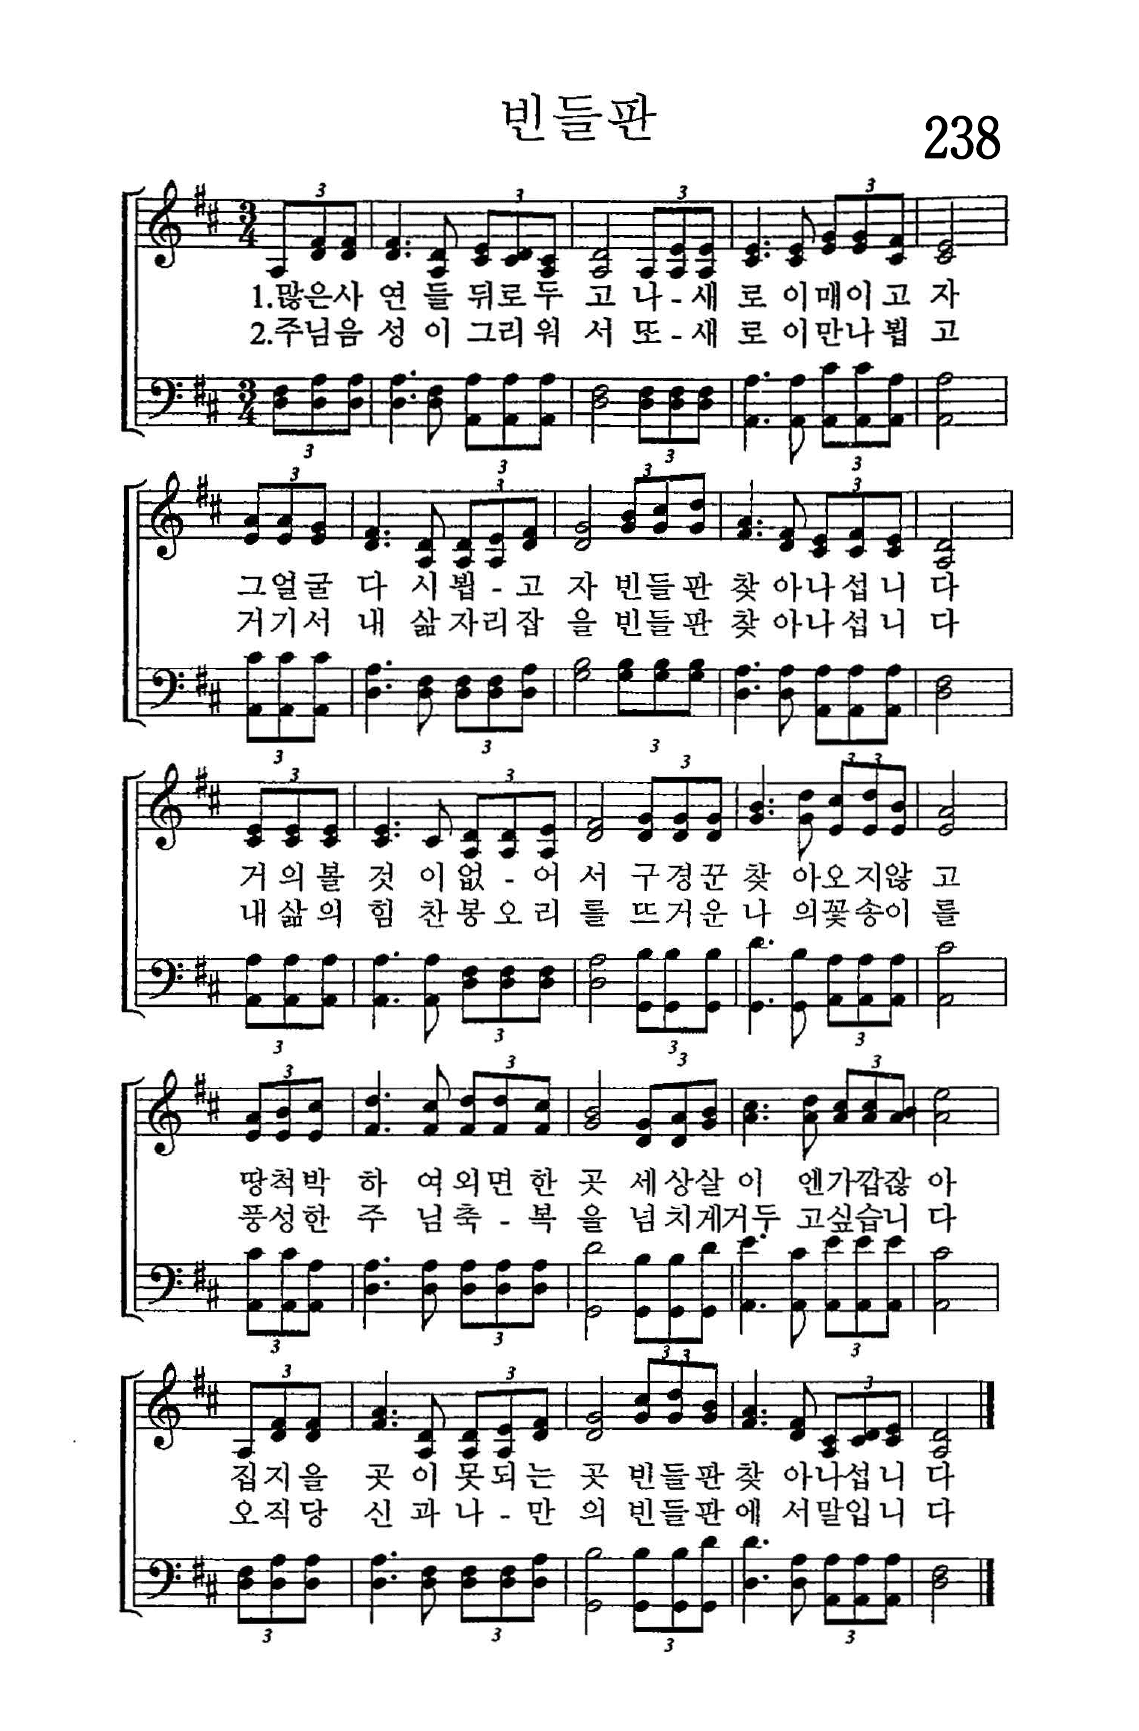 빈들판
238
1.많은사 연 들 뒤로두 고 나-새 로 이매이고 자
2.주님음 성 이 그리워 서 또-새 로 이만나뵙 고
그얼굴 다 시 뵙-고 자 빈들판 찾 아나섭니 다
거기서 내 삶 자리잡 을 빈들판 찾 아나섭니 다
거의볼 것 이 없-어 서 구경꾼 찾 아오지않 고
내삶의 힘 찬 봉오리 를 뜨거운 나 의꽃송이 를
땅척박 하 여 외면한 곳 세상살 이 엔가깝잖 아
풍성한 주 님 축-복 을 넘치게거두 고싶습니 다
집지을 곳 이 못되는 곳 빈들판 찾 아나섭니 다
오직당 신 과 나-만 의 빈들판 에 서말입니 다